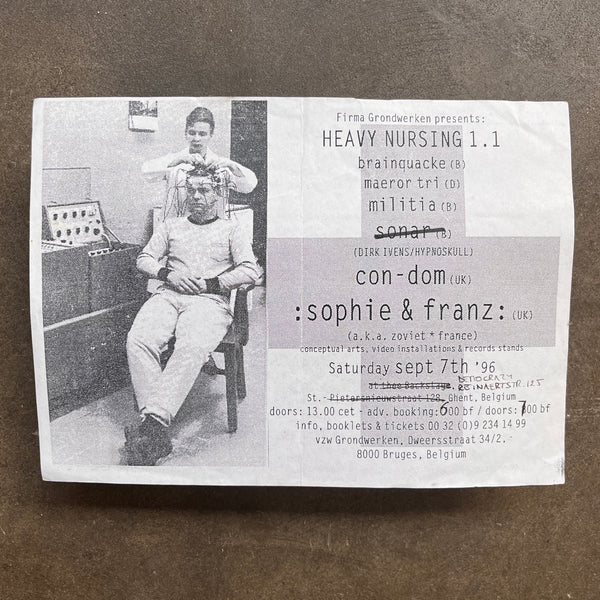 Firma Grondwerken presents:
HEAVY NURSING 1.1
brainquacke (B)
maeror tri (D)
militia (B)
sonar (B)
(DIRK IVENS/HYPNOSKULL)
con-dom (UK)
:sophie & franz: (UK)
(a.k.a. zoviet * france)
conceptual arts, video installations & records stands
Saturday sept 7th '96
at thee Backstage,
REINAERTSTR. 125
St.- Pietersnieuwstraat 128, Ghent, Belgium
doors: 13.00 cet - adv. booking: 600 bf / doors: 700 bf
info, booklets & tickets 00 32 (0)9 234 14 99
vzw Grondwerken, Dweersstraat 34/2,
8000 Bruges, Belgium